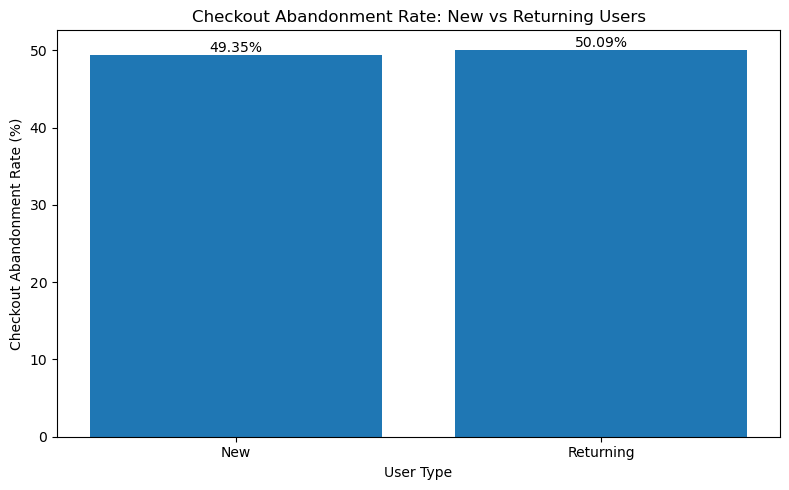 Checkout Abandonment Rate: New vs Returning Users
Checkout Abandonment Rate (%)
50
40
30
20
10
0
49.35%
50.09%
New
Returning
User Type